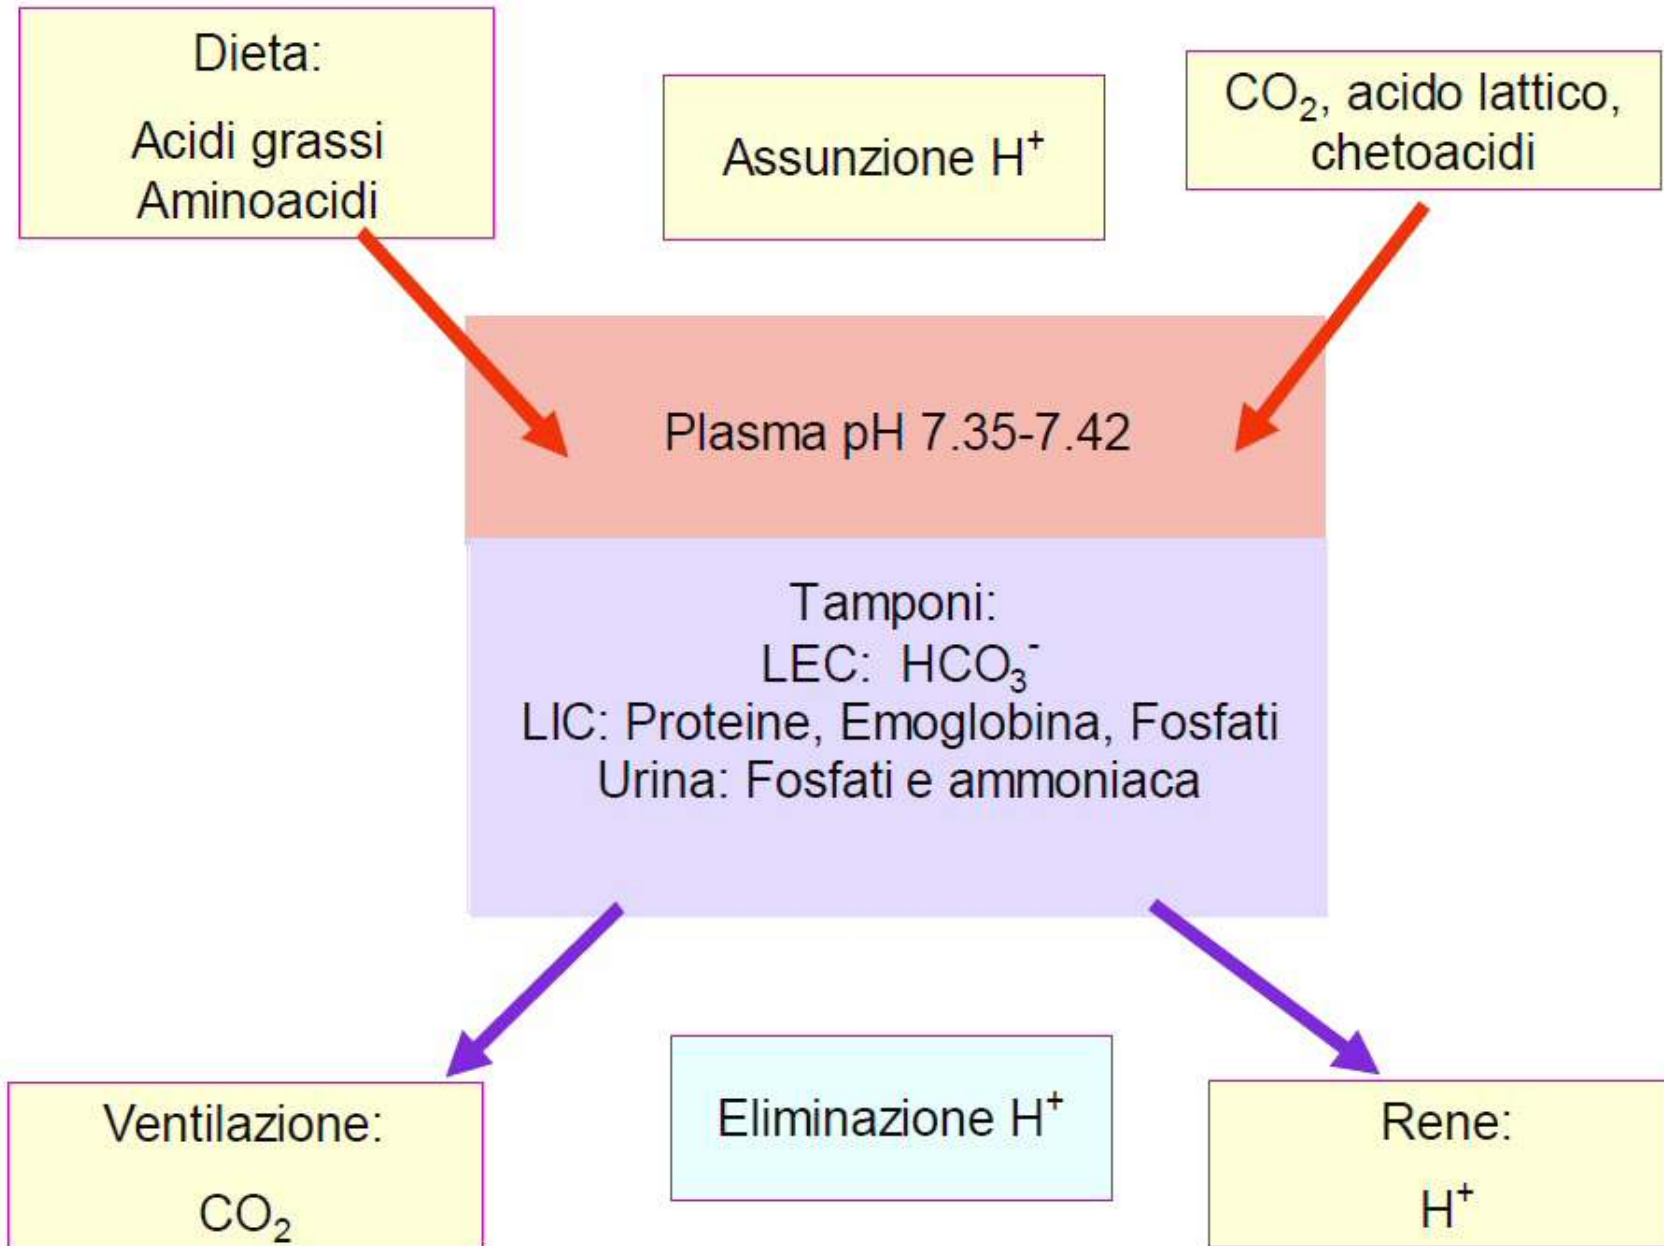 Dieta:
Acidi grassi
Aminoacidi
Assunzione H⁺
CO₂, acido lattico,
chetoacidi
Plasma pH 7.35-7.42
Tamponi:
LEC: HCO₃⁻
LIC: Proteine, Emoglobina, Fosfati
Urina: Fosfati e ammoniaca
Ventilazione:
CO₂
Eliminazione H⁺
Rene:
H⁺